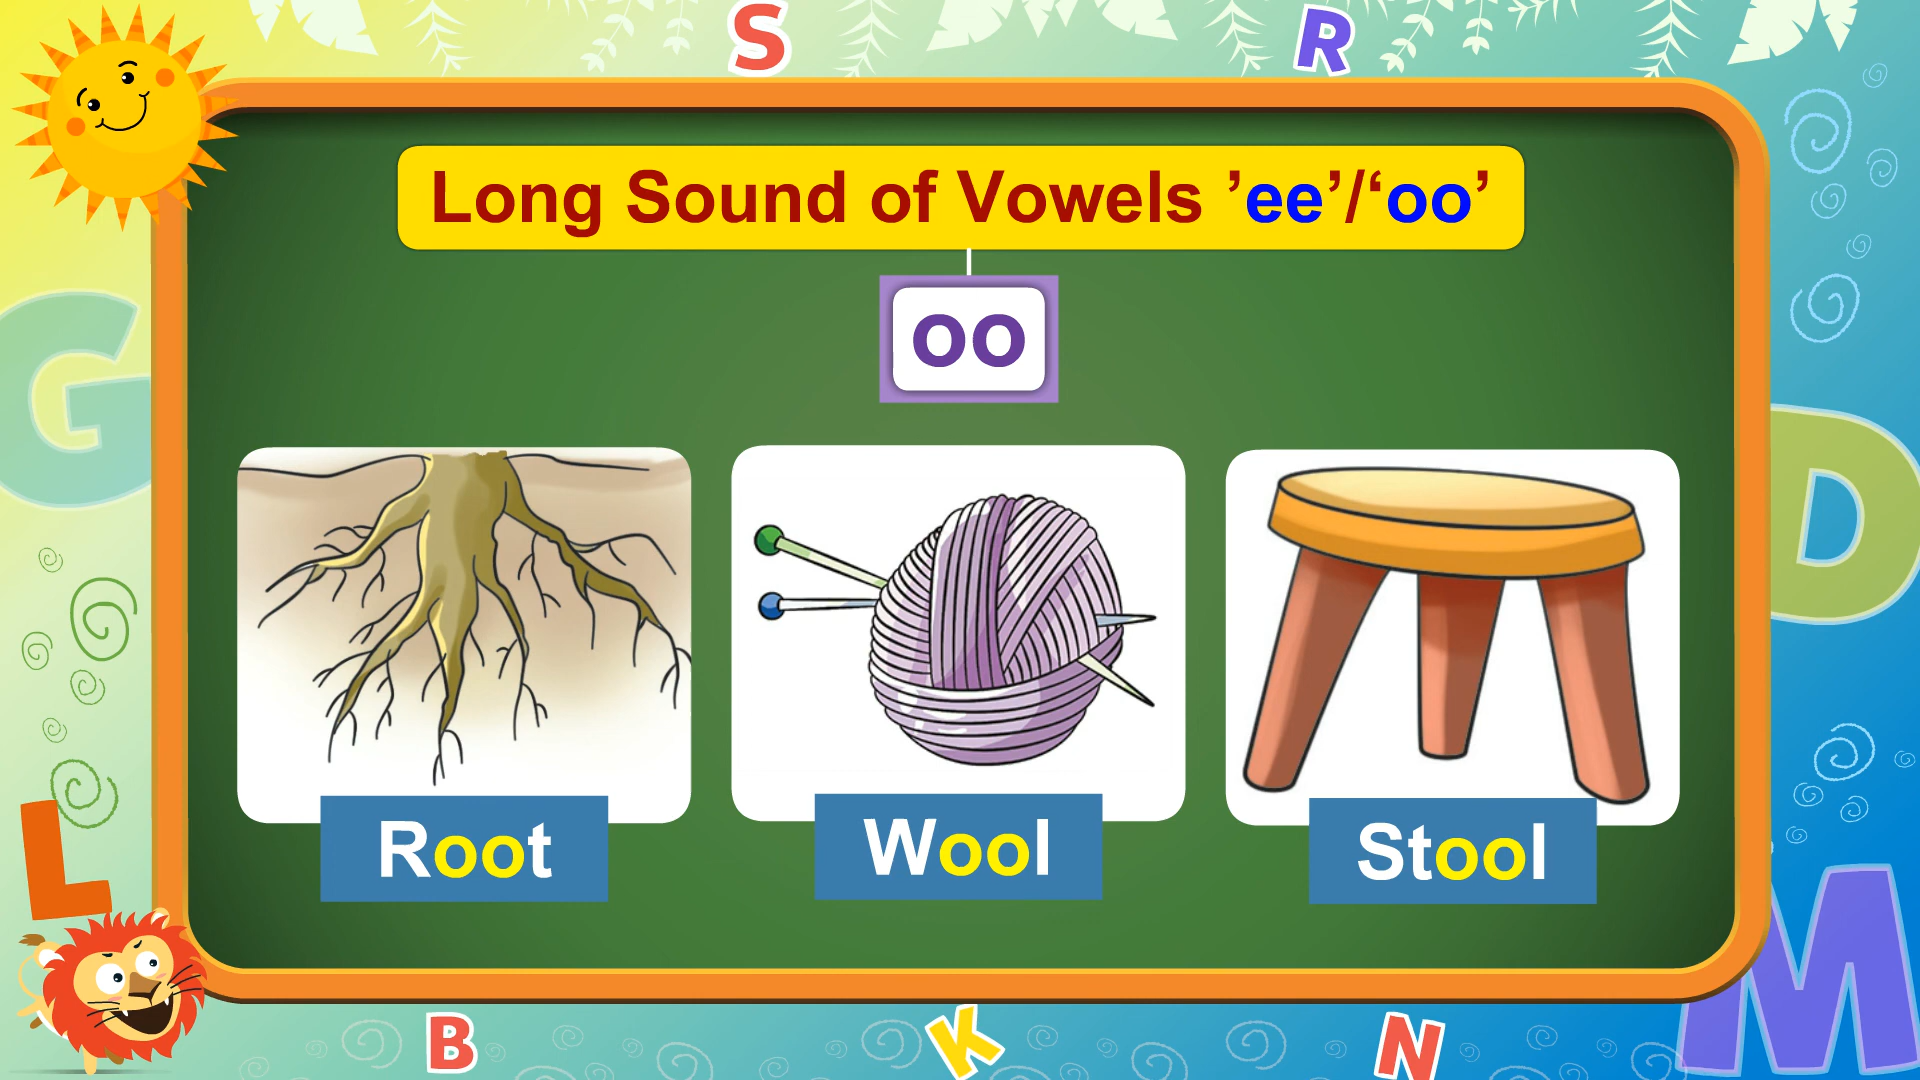 S R
Long Sound of Vowels ’ee’/‘oo’
oo
G
D
Root Wool Stool
L
M
B K N